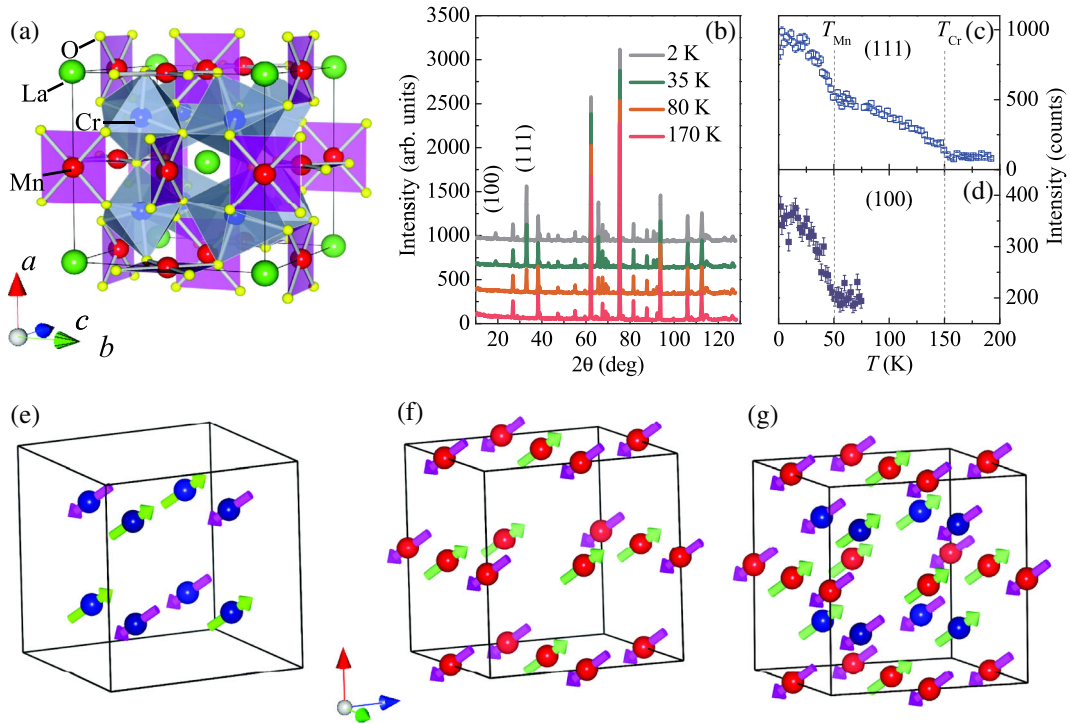 (a)
O
La
Cr
Mn
a
c
b
(b)
Intensity (arb. units)
3500
3000
2500
2000
1500
1000
500
0
2 K
35 K
80 K
170 K
(100)
(111)
20
40
60
80
100
120
2θ (deg)
T_Mn
T_Cr
(111)
(c)
1000
500
0
(d)
(100)
400
300
200
Intensity (counts)
0
50
100
150
200
T (K)
(e)
(f)
(g)